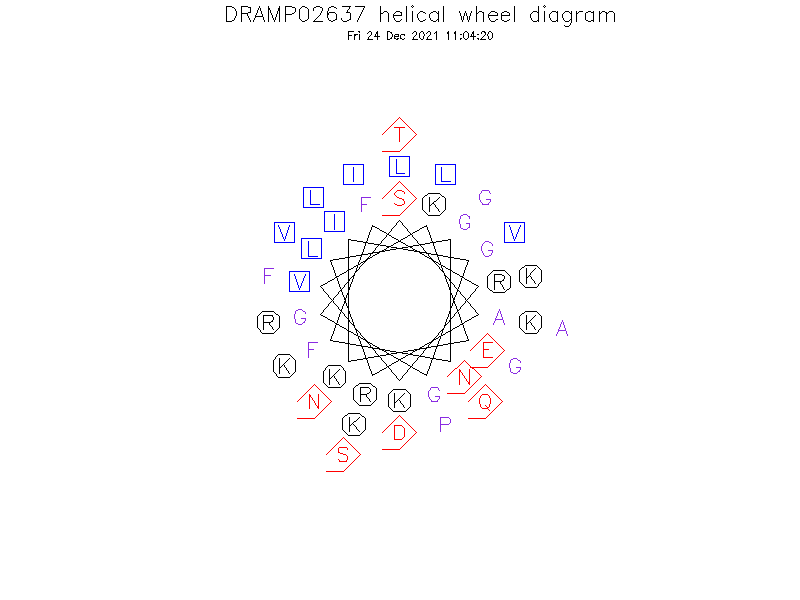 DRAMP02637 helical wheel diagram
Fri 24 Dec 2021 11:04:20
T
L
I L
L F S K G
V I G V
L G
F V R K
R G A K A
F E
K K N G
N R K G Q
K D P
S